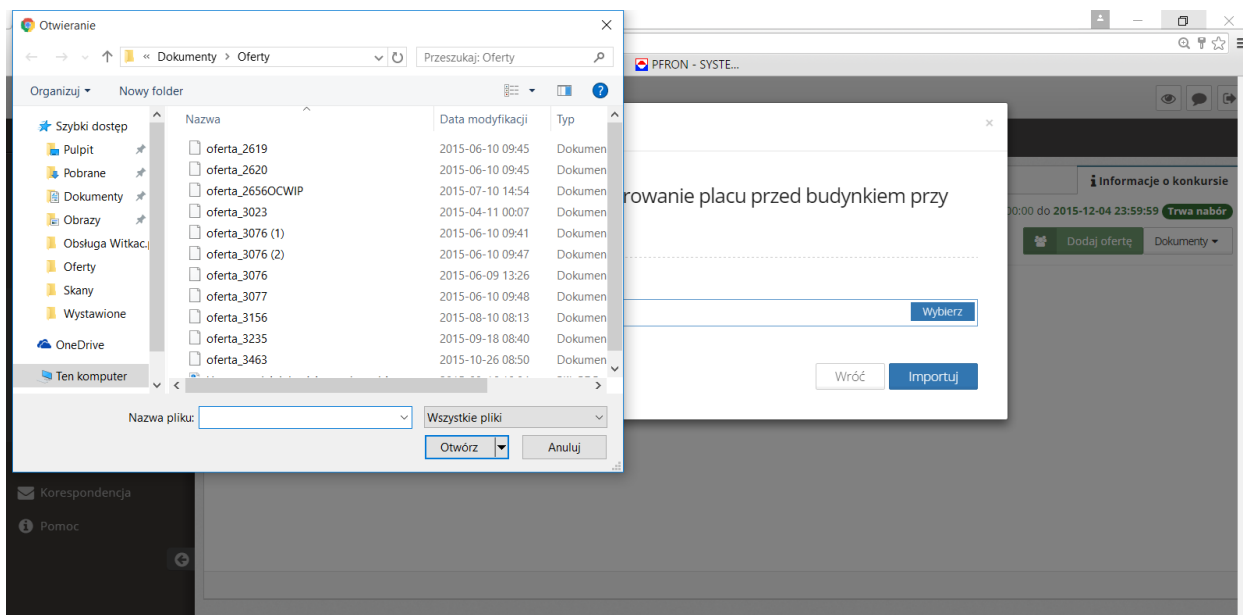 Otwieranie
« Dokumenty > Oferty
Przeszukaj: Oferty
PFRON - SYSTE...
Organizuj
Nowy folder
Szybki dostęp
Pulpit
Pobrane
Dokumenty
Obrazy
Obsługa Witkac.
Oferty
Skany
Wystawione
OneDrive
Ten komputer
Nazwa Data modyfikacji Typ
oferta_2619 2015-06-10 09:45 Dokumen
oferta_2620 2015-06-10 09:45 Dokumen
oferta_2656OCWIP 2015-07-10 14:54 Dokumen
oferta_3023 2015-04-11 00:07 Dokumen
oferta_3076 (1) 2015-06-10 09:41 Dokumen
oferta_3076 (2) 2015-06-10 09:47 Dokumen
oferta_3076 2015-06-09 13:26 Dokumen
oferta_3077 2015-06-10 09:48 Dokumen
oferta_3156 2015-08-10 08:13 Dokumen
oferta_3235 2015-09-18 08:40 Dokumen
oferta_3463 2015-10-26 08:50 Dokumen
Nazwa pliku:
Wszystkie pliki
Otwórz
Anuluj
×
rowanie placu przed budynkiem przy
Wybierz
Wróć
Importuj
i Informacje o konkursie
00:00 do 2015-12-04 23:59:59 Trwa nabór
Dodaj ofertę
Dokumenty
Korespondencja
Pomoc